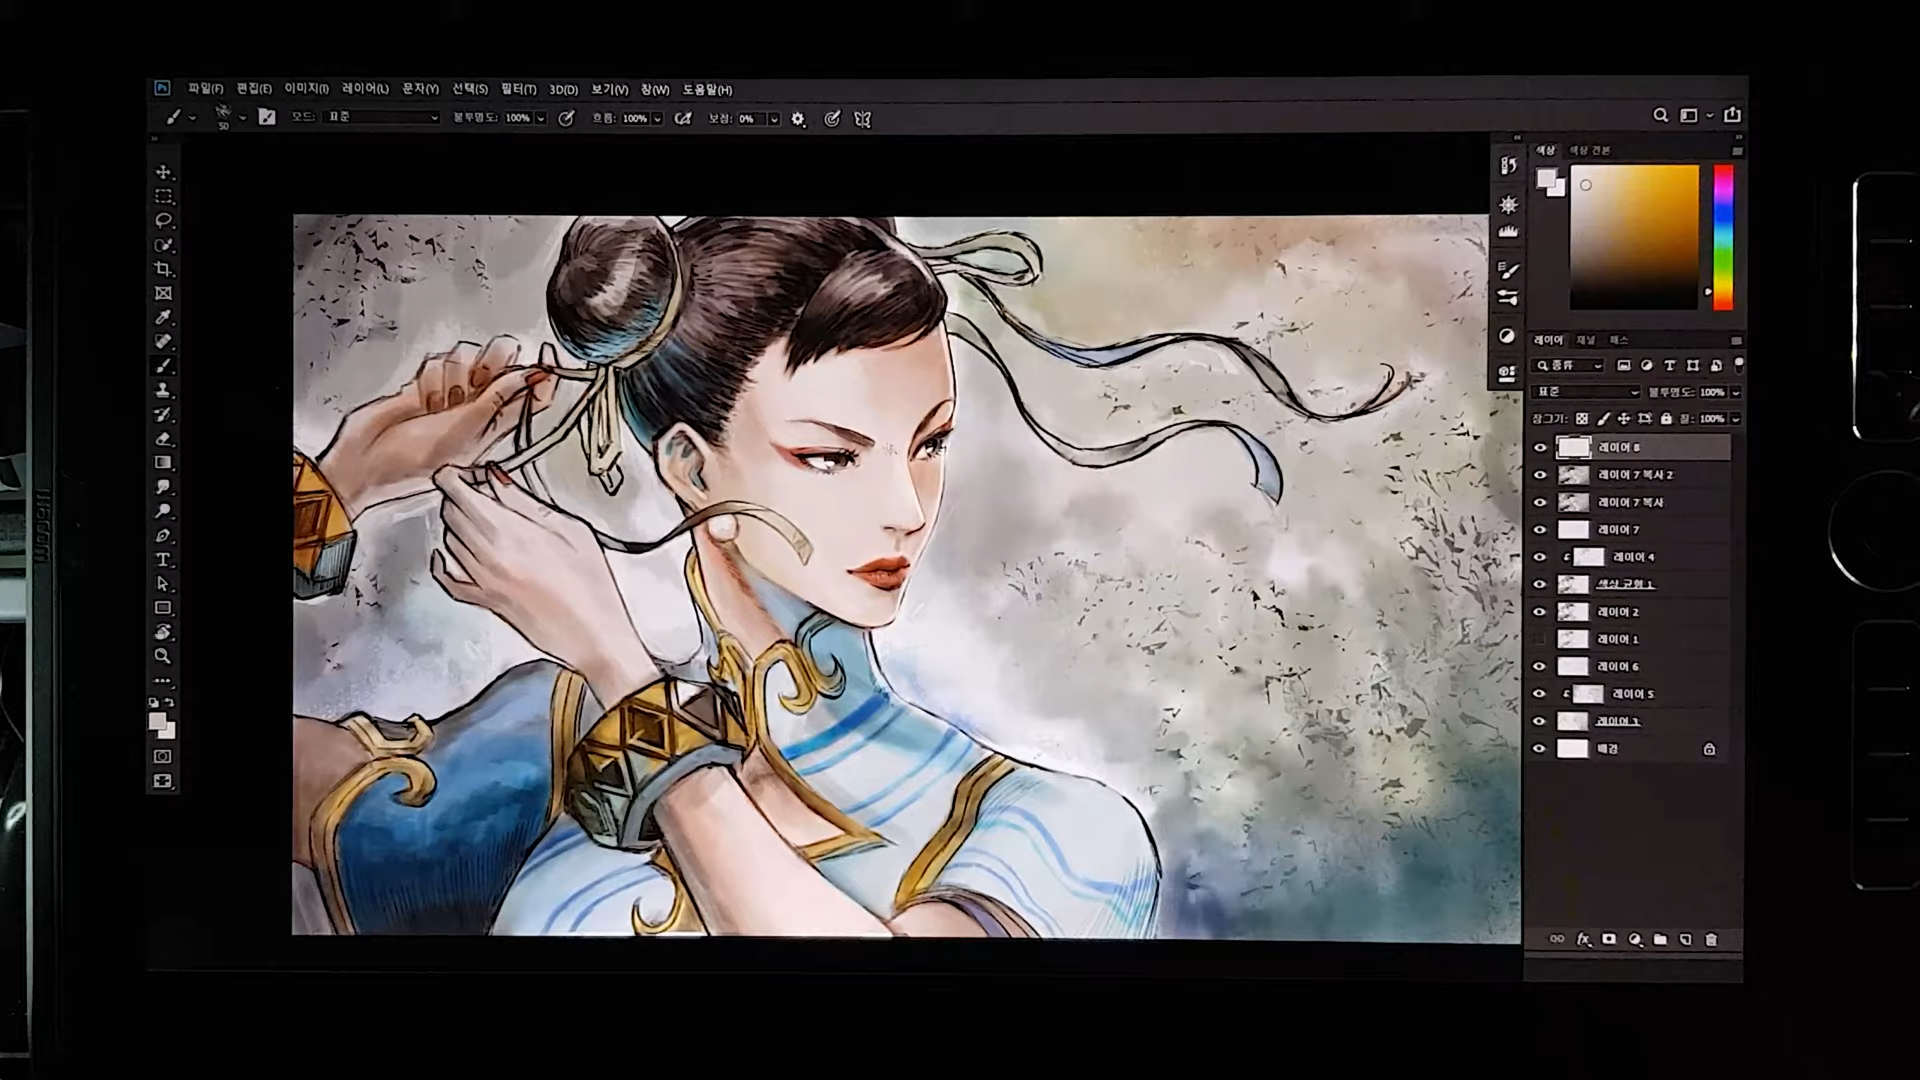 Ps 파일(F) 편집(E) 이미지(I) 레이어(L) 문자(Y) 선택(S) 필터(T) 3D(D) 보기(V) 창(W) 도움말(H)
50 모드: 표준 불투명도: 100% 흐름: 100% 보정: 0%
색상 색상 견본
레이어 채널 패스
종류
표준 불투명도: 100%
잠그기: 칠: 100%
레이어 8
레이어 7 복사 2
레이어 7 복사
레이어 7
레이어 4
색상 균형 1
레이어 2
레이어 1
레이어 6
레이어 5
레이어 3
배경
fx
wacom